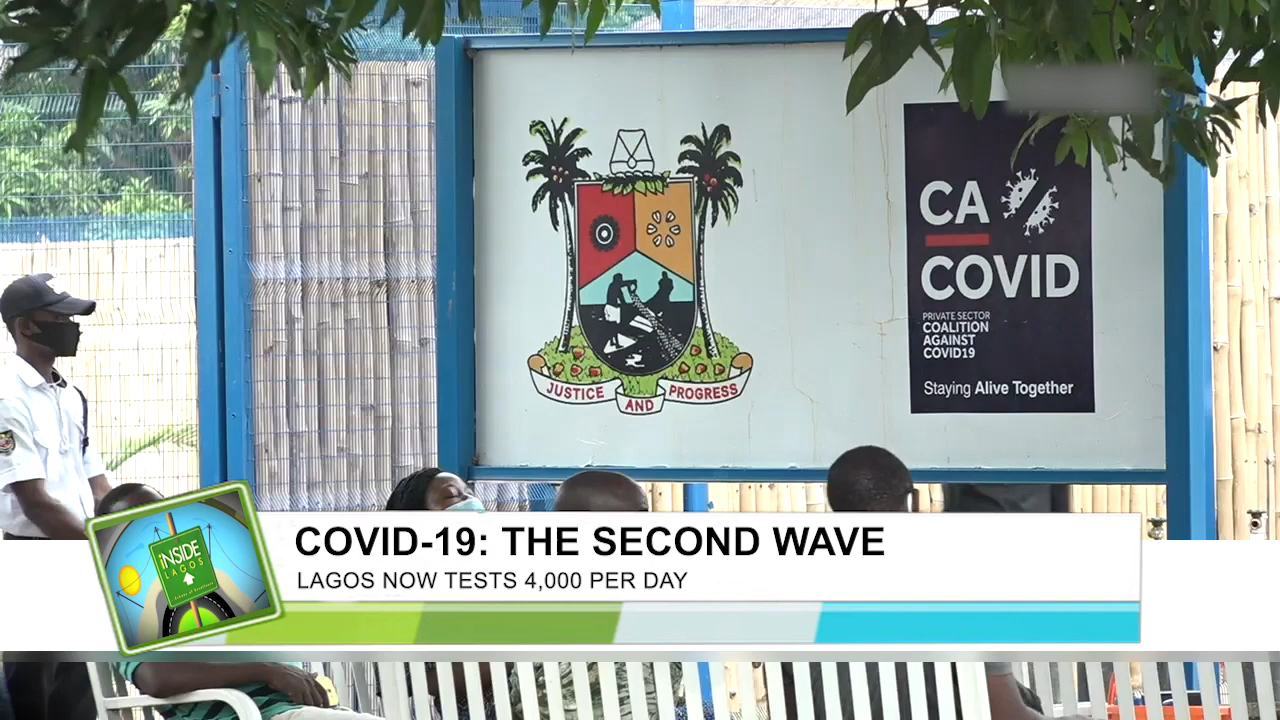 JUSTICE AND PROGRESS
CA
COVID
PRIVATE SECTOR
COALITION
AGAINST
COVID19
Staying Alive Together
iNSIDE
LAGOS
COVID-19: THE SECOND WAVE
LAGOS NOW TESTS 4,000 PER DAY